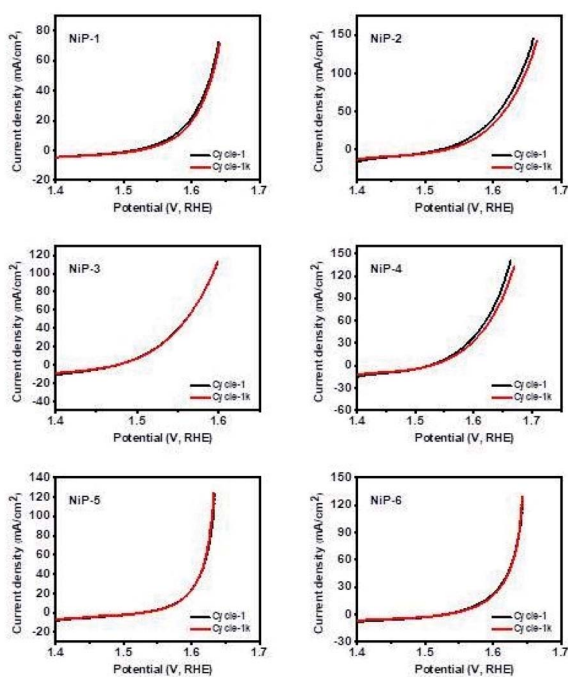 NiP-1
Current density (mA/cm²)
80
60
40
20
0
-20
Cycle-1
Cycle-1k
1.4 1.5 1.6 1.7
Potential (V, RHE)
NiP-2
Current density (mA/cm²)
150
100
50
0
Cycle-1
Cycle-1k
1.4 1.5 1.6 1.7
Potential (V, RHE)
NiP-3
Current density (mA/cm²)
120
100
80
60
40
20
0
-20
-40
Cycle-1
Cycle-1k
1.4 1.5 1.6
Potential (V, RHE)
NiP-4
Current density (mA/cm²)
150
120
90
60
30
0
-30
-60
Cycle-1
Cycle-1k
1.4 1.5 1.6 1.7
Potential (V, RHE)
NiP-5
Current density (mA/cm²)
140
120
100
80
60
40
20
0
-20
Cycle-1
Cycle-1k
1.4 1.5 1.6 1.7
Potential (V, RHE)
NiP-6
Current density (mA/cm²)
150
120
90
60
30
0
-30
Cycle-1
Cycle-1k
1.4 1.5 1.6 1.7
Potential (V, RHE)